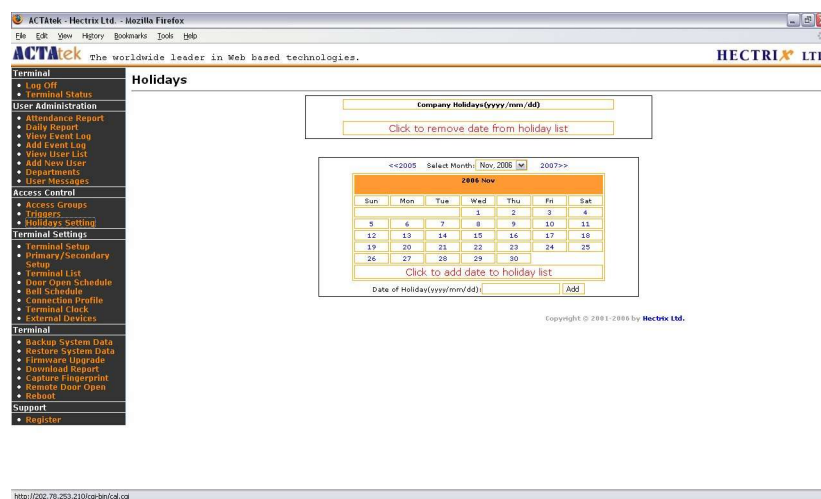 ACTAtek - Hectrix Ltd. - Mozilla Firefox
File Edit View History Bookmarks Tools Help
ACTAtek The worldwide leader in Web based technologies.
HECTRIX LTD
Terminal
Log Off
Terminal Status
User Administration
Attendance Report
Daily Report
View Event Log
Add Event Log
View User List
Add New User
Departments
User Messages
Access Control
Access Groups
Triggers
Holidays Setting
Terminal Settings
Terminal Setup
Primary/Secondary
Setup
Terminal List
Door Open Schedule
Bell Schedule
Connection Profile
Terminal Clock
External Devices
Terminal
Backup System Data
Restore System Data
Firmware Upgrade
Download Report
Capture Fingerprint
Remote Door Open
Reboot
Support
Register
Holidays
Company Holidays(yyyy/mm/dd)
Click to remove date from holiday list
<<2005 Select Month: Nov, 2006 2007>>
2006 Nov
Sun Mon Tue Wed Thu Fri Sat
1 2 3 4
5 6 7 8 9 10 11
12 13 14 15 16 17 18
19 20 21 22 23 24 25
26 27 28 29 30
Click to add date to holiday list
Date of Holiday(yyyy/mm/dd): Add
Copyright © 2001-2006 by Hectrix Ltd.
http://202.78.253.210/cgi-bin/cal.cgi